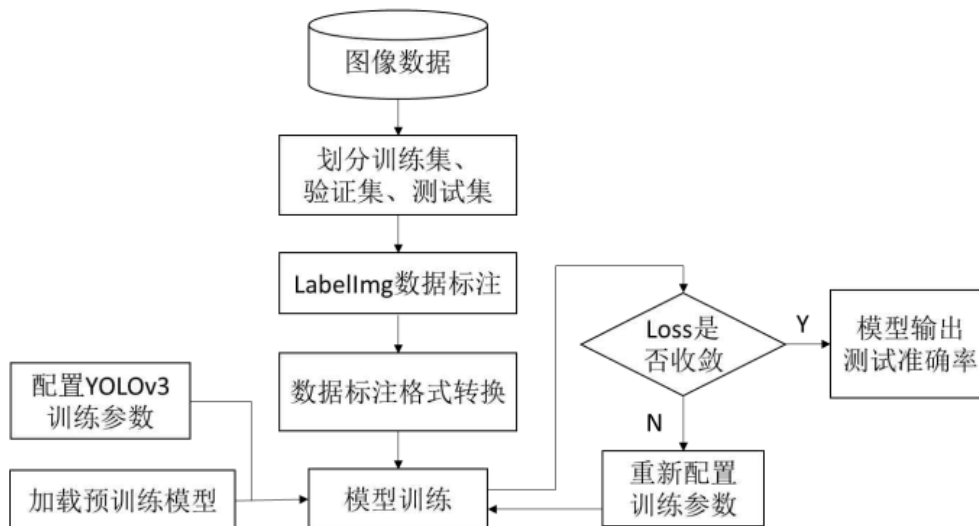 图像数据
划分训练集、
验证集、测试集
LabelImg数据标注
数据标注格式转换
配置YOLOv3
训练参数
加载预训练模型
模型训练
Loss是
否收敛
Y
模型输出
测试准确率
N
重新配置
训练参数